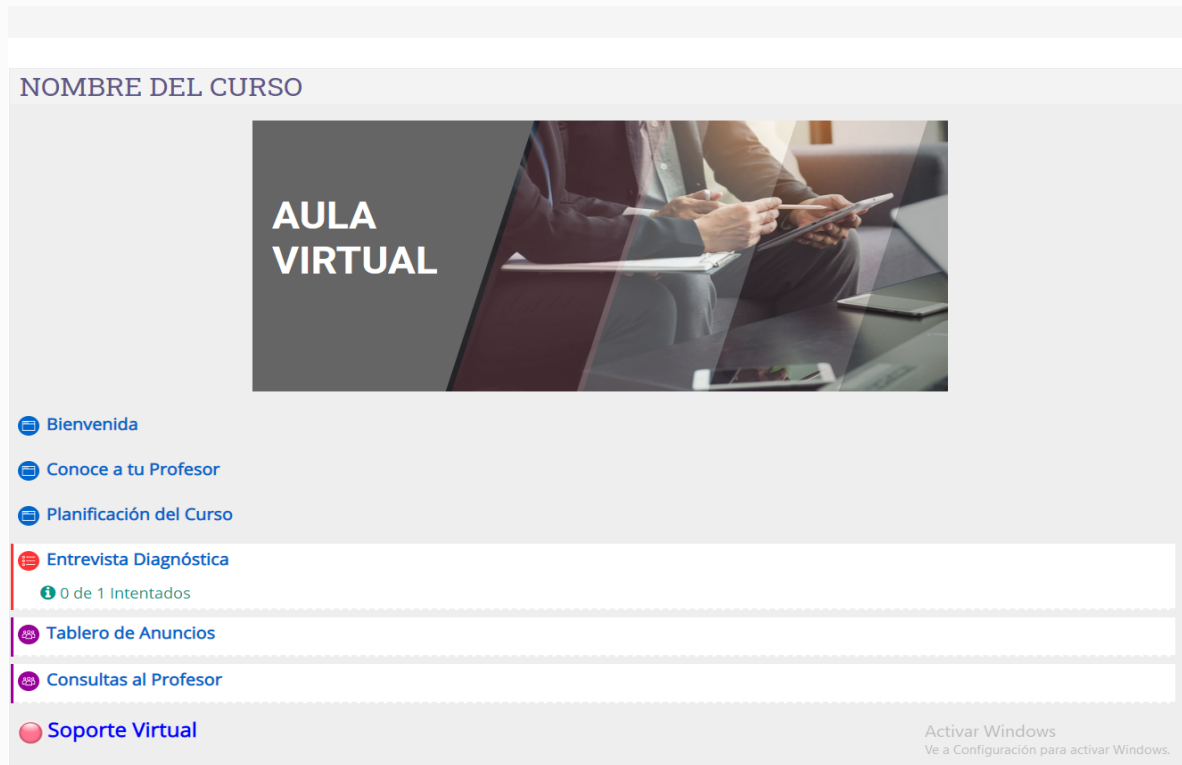 NOMBRE DEL CURSO
AULA
VIRTUAL
Bienvenida
Conoce a tu Profesor
Planificación del Curso
Entrevista Diagnóstica
0 de 1 Intentados
Tablero de Anuncios
Consultas al Profesor
Soporte Virtual
Activar Windows
Ve a Configuración para activar Windows.